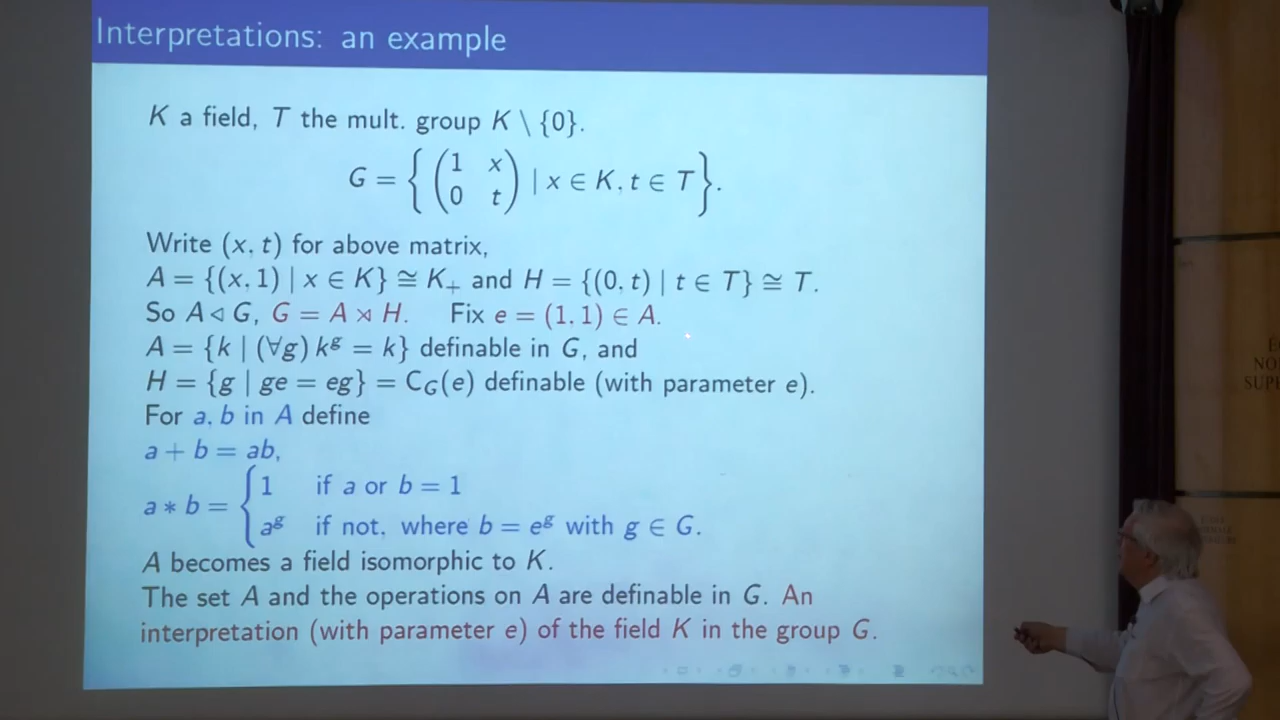 Interpretations: an example
K a field, T the mult. group K \ {0}.
G = { ( 1 x
0 t ) | x ∈ K, t ∈ T }.
Write (x, t) for above matrix,
A = {(x, 1) | x ∈ K} ≅ K₊ and H = {(0, t) | t ∈ T} ≅ T.
So A ◁ G, G = A ⋊ H. Fix e = (1, 1) ∈ A.
A = {k | (∀g) kᵍ = k} definable in G, and
H = {g | ge = eg} = C_G(e) definable (with parameter e).
For a, b in A define
a + b = ab,
a * b = { 1 if a or b = 1
aᵍ if not, where b = eᵍ with g ∈ G.
A becomes a field isomorphic to K.
The set A and the operations on A are definable in G. An
interpretation (with parameter e) of the field K in the group G.